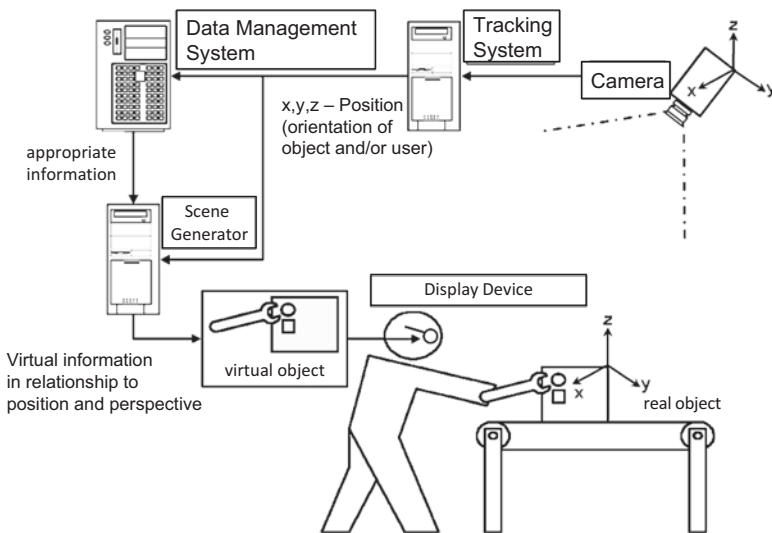 Data Management
System
Tracking
System
Camera
z
x
y
x,y,z – Position
(orientation of
object and/or user)
appropriate
information
Scene
Generator
Display Device
Virtual information
in relationship to
position and perspective
virtual object
z
x
y
real object